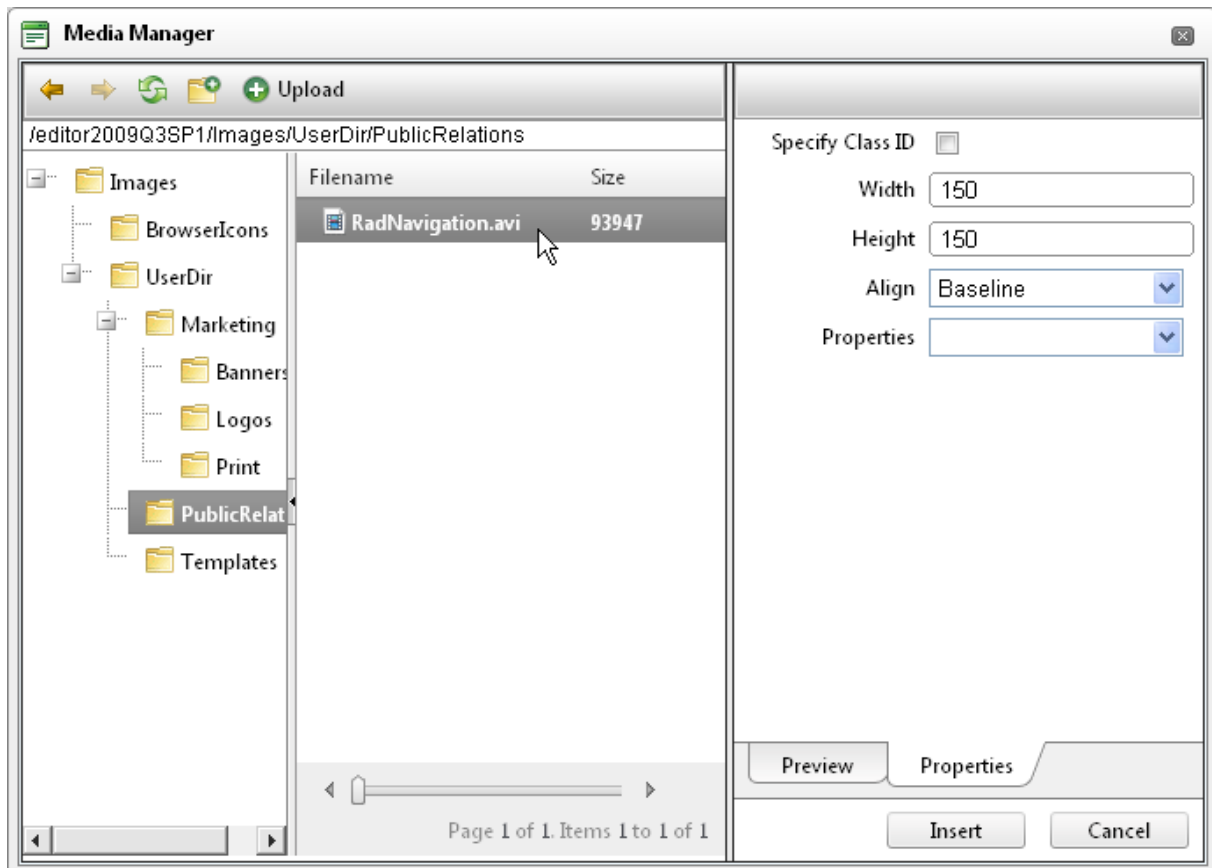 Media Manager
Upload
/editor2009Q3SP1/Images/UserDir/PublicRelations
Images
BrowserIcons
UserDir
Marketing
Banners
Logos
Print
PublicRelat
Templates
Filename Size
RadNavigation.avi 93947
Page 1 of 1. Items 1 to 1 of 1
Specify Class ID
Width 150
Height 150
Align Baseline
Properties
Preview Properties
Insert Cancel